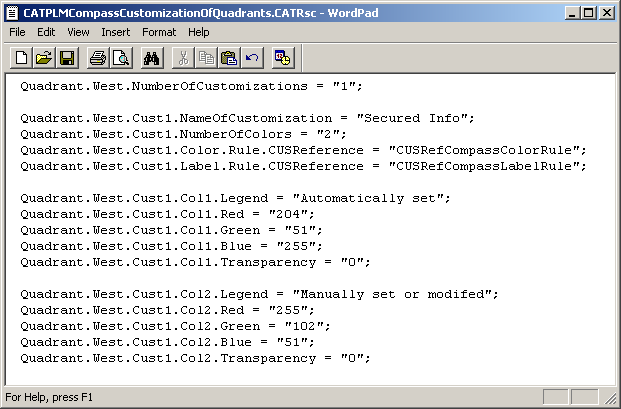 CATPLMCompassCustomizationOfQuadrants.CATRsc - WordPad
File Edit View Insert Format Help
Quadrant.West.NumberOfCustomizations = "1";
Quadrant.West.Cust1.NameOfCustomization = "Secured Info";
Quadrant.West.Cust1.NumberOfColors = "2";
Quadrant.West.Cust1.Color.Rule.CUSReference = "CUSRefCompassColorRule";
Quadrant.West.Cust1.Label.Rule.CUSReference = "CUSRefCompassLabelRule";
Quadrant.West.Cust1.Col1.Legend = "Automatically set";
Quadrant.West.Cust1.Col1.Red = "204";
Quadrant.West.Cust1.Col1.Green = "51";
Quadrant.West.Cust1.Col1.Blue = "255";
Quadrant.West.Cust1.Col1.Transparency = "0";
Quadrant.West.Cust1.Col2.Legend = "Manually set or modifed";
Quadrant.West.Cust1.Col2.Red = "255";
Quadrant.West.Cust1.Col2.Green = "102";
Quadrant.West.Cust1.Col2.Blue = "51";
Quadrant.West.Cust1.Col2.Transparency = "0";
For Help, press F1